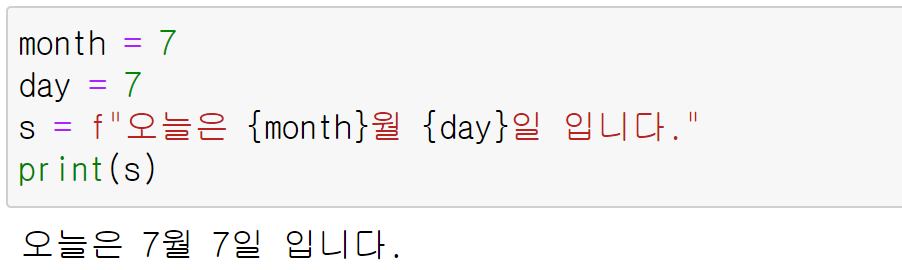 month = 7
day = 7
s = f"오늘은 {month}월 {day}일 입니다."
print(s)
오늘은 7월 7일 입니다.